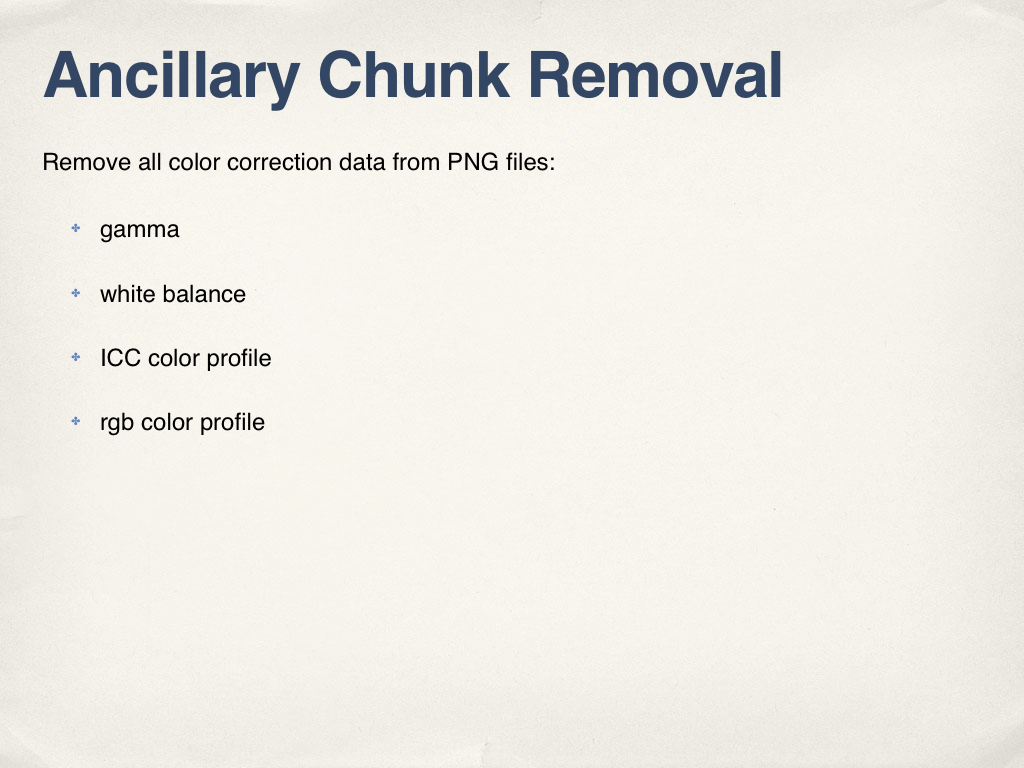 Ancillary Chunk Removal
Remove all color correction data from PNG files:
gamma
white balance
ICC color profile
rgb color profile